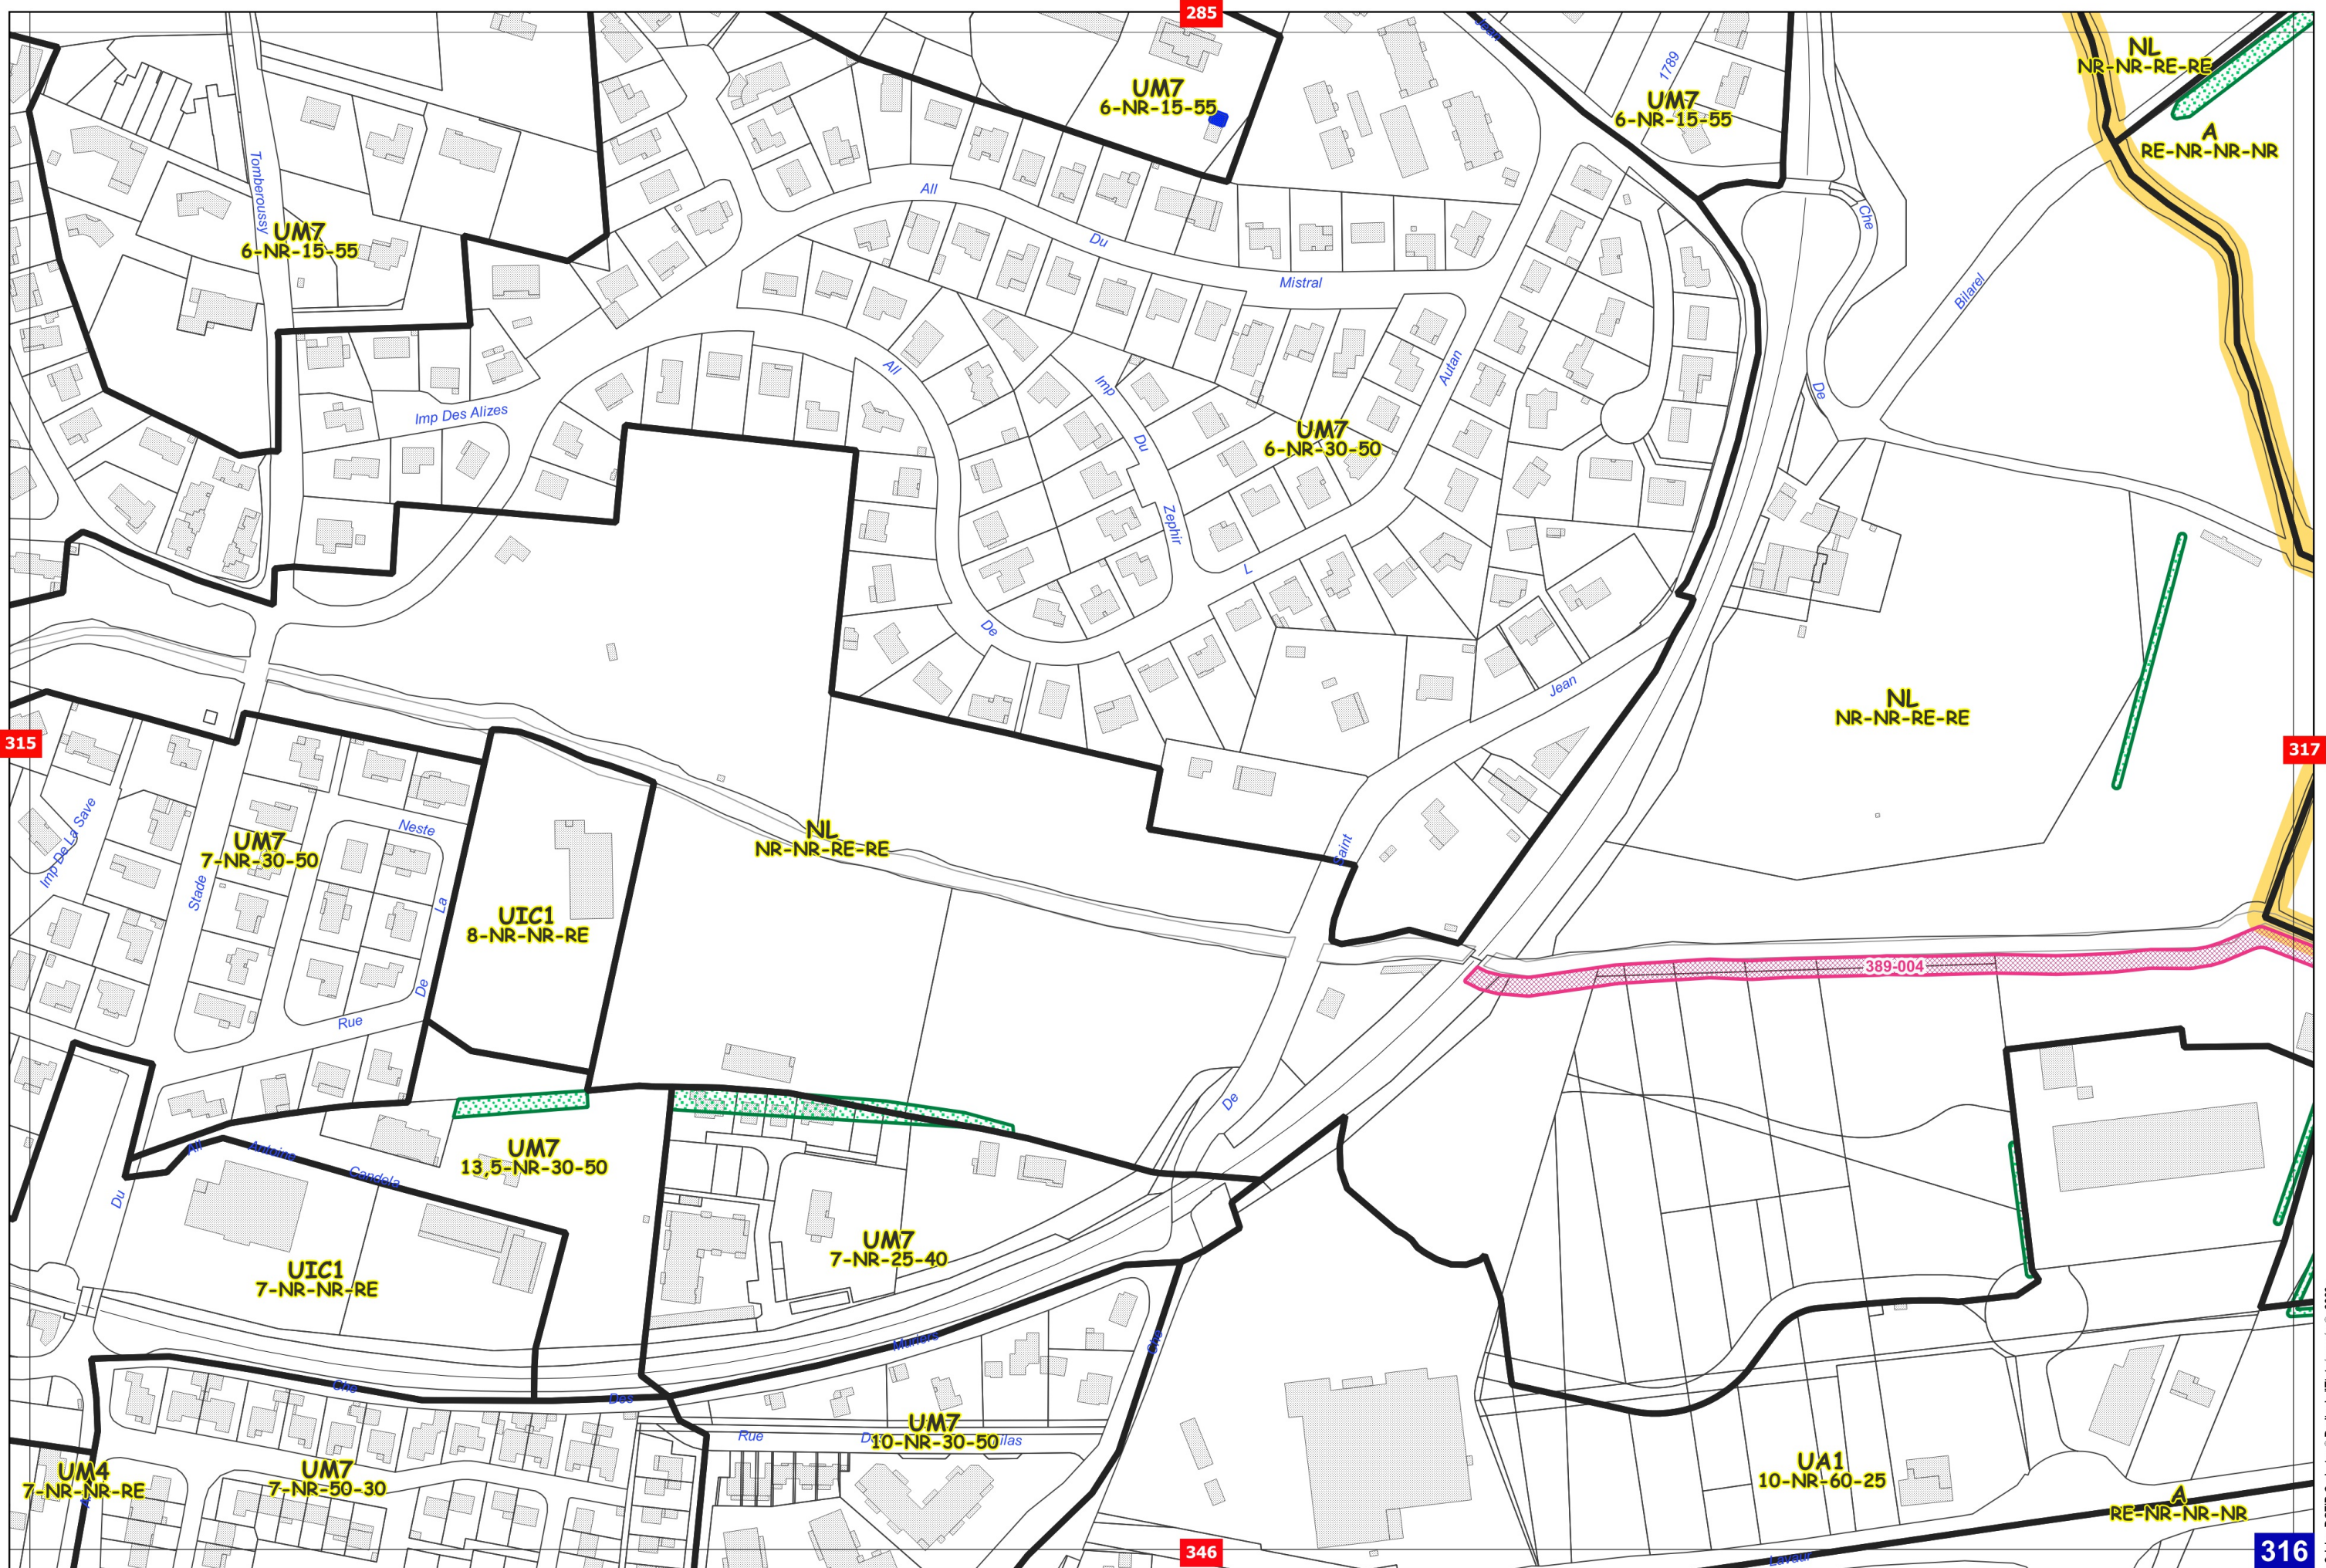 285
Jean
NL
NR-NR-RE-RE
1789
UM7
6-NR-15-55
UM7
6-NR-15-55
A
RE-NR-NR-NR
Tomberoussy
All
Che
UM7
6-NR-15-55
Du
Mistral
Bilarel
All
Imp
Autan
De
Imp Des Alizes
Du
UM7
6-NR-30-50
Zephir
L
De
Jean
NL
NR-NR-RE-RE
315
317
Neste
Imp De La Save
UM7
7-NR-30-50
NL
NR-NR-RE-RE
Saint
Stade
La
UIC1
8-NR-NR-RE
389-004
De
Rue
De
All
Antoine
Candela
UM7
13,5-NR-30-50
Du
UM7
7-NR-25-40
UIC1
7-NR-NR-RE
Muriers
Che
Che
Des
UM7
10-NR-30-50
Rue
ilas
UM4
7-NR-NR-RE
UM7
7-NR-50-30
UA1
10-NR-60-25
A
RE-NR-NR-NR
346
Lavaur
316